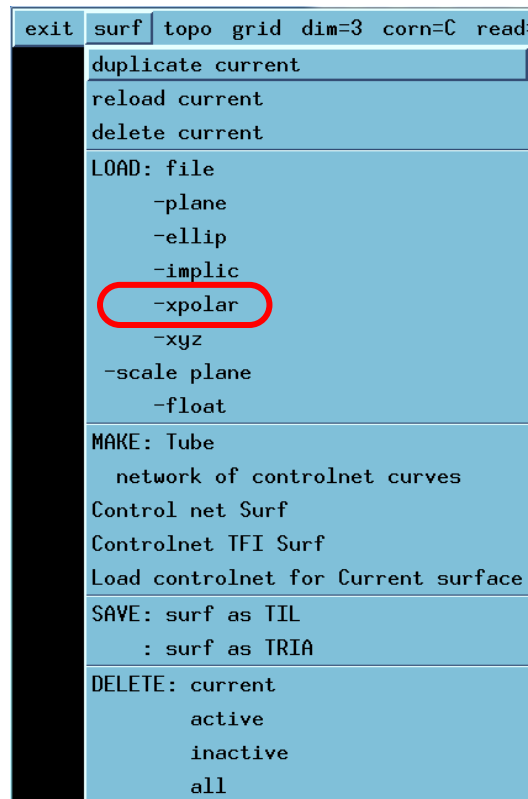 exit surf topo grid dim=3 corn=C read=
duplicate current
reload current
delete current
LOAD: file
-plane
-ellip
-implic
-xpolar
-xyz
-scale plane
-float
MAKE: Tube
network of controlnet curves
Control net Surf
Controlnet TFI Surf
Load controlnet for Current surface
SAVE: surf as TIL
: surf as TRIA
DELETE: current
active
inactive
all